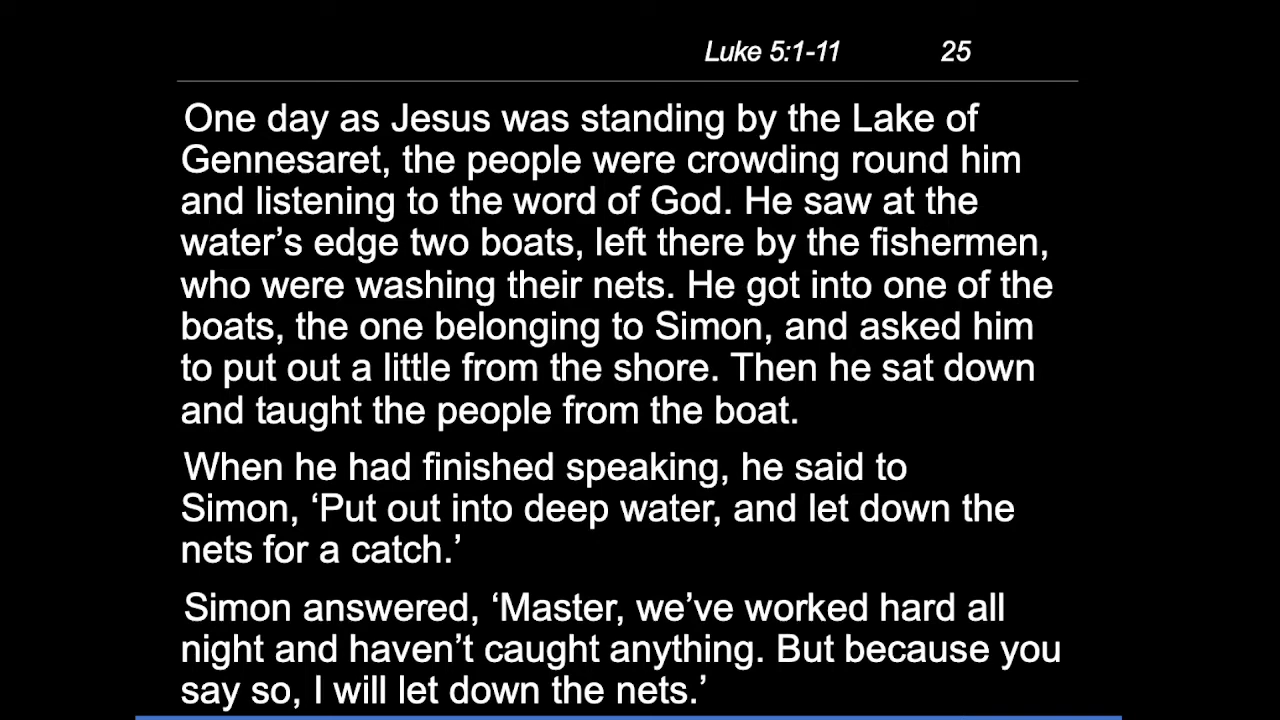 Luke 5:1-11 25
One day as Jesus was standing by the Lake of
Gennesaret, the people were crowding round him
and listening to the word of God. He saw at the
water’s edge two boats, left there by the fishermen,
who were washing their nets. He got into one of the
boats, the one belonging to Simon, and asked him
to put out a little from the shore. Then he sat down
and taught the people from the boat.
When he had finished speaking, he said to
Simon, ‘Put out into deep water, and let down the
nets for a catch.’
Simon answered, ‘Master, we’ve worked hard all
night and haven’t caught anything. But because you
say so, I will let down the nets.’